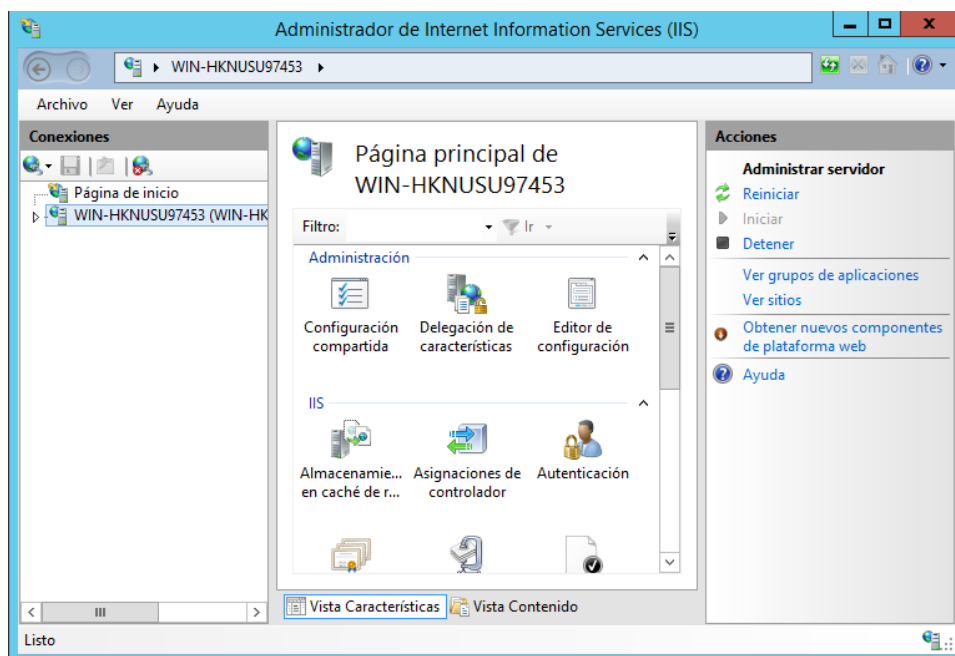 Administrador de Internet Information Services (IIS)
WIN-HKNUSU97453
Archivo Ver Ayuda
Conexiones
Página de inicio
WIN-HKNUSU97453 (WIN-HK
Página principal de
WIN-HKNUSU97453
Filtro: Ir
Administración
Configuración compartida
Delegación de características
Editor de configuración
IIS
Almacenamie... en caché de r...
Asignaciones de controlador
Autenticación
Vista Características Vista Contenido
Acciones
Administrar servidor
Reiniciar
Iniciar
Detener
Ver grupos de aplicaciones
Ver sitios
Obtener nuevos componentes
de plataforma web
Ayuda
Listo